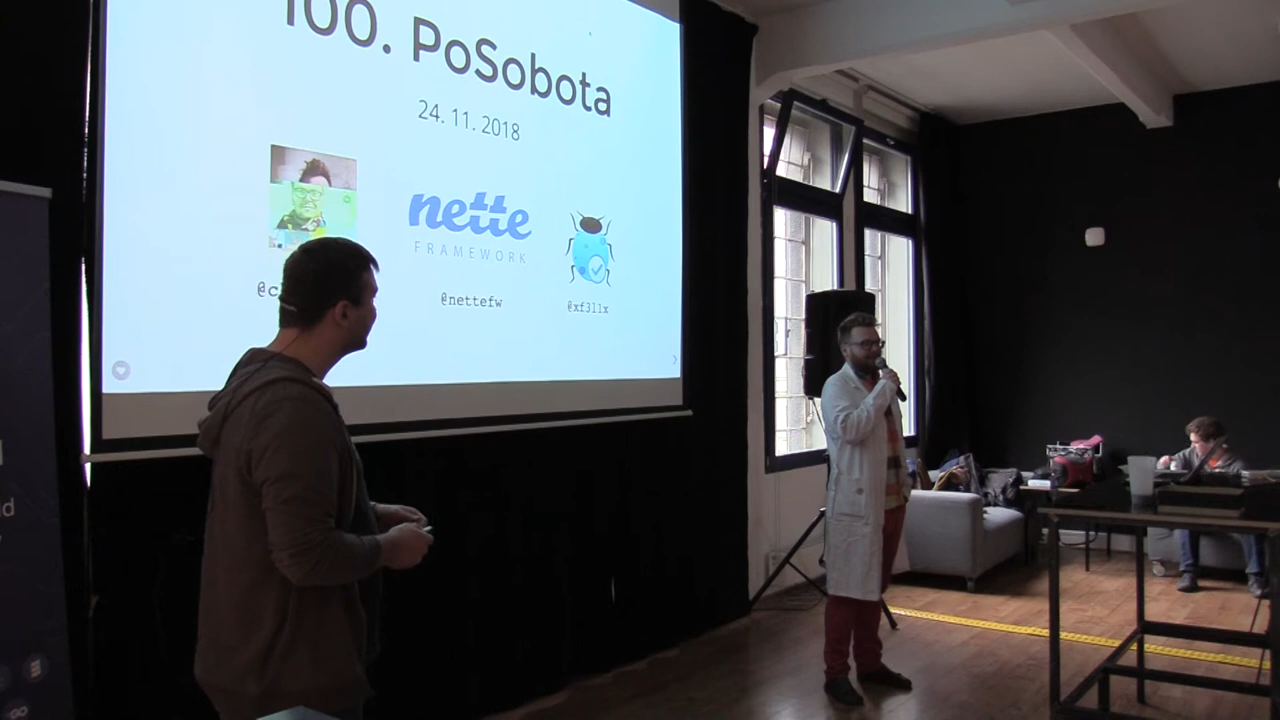 100. PoSobota
24. 11. 2018
nette
FRAMEWORK
@nettefw
@xf3l1x